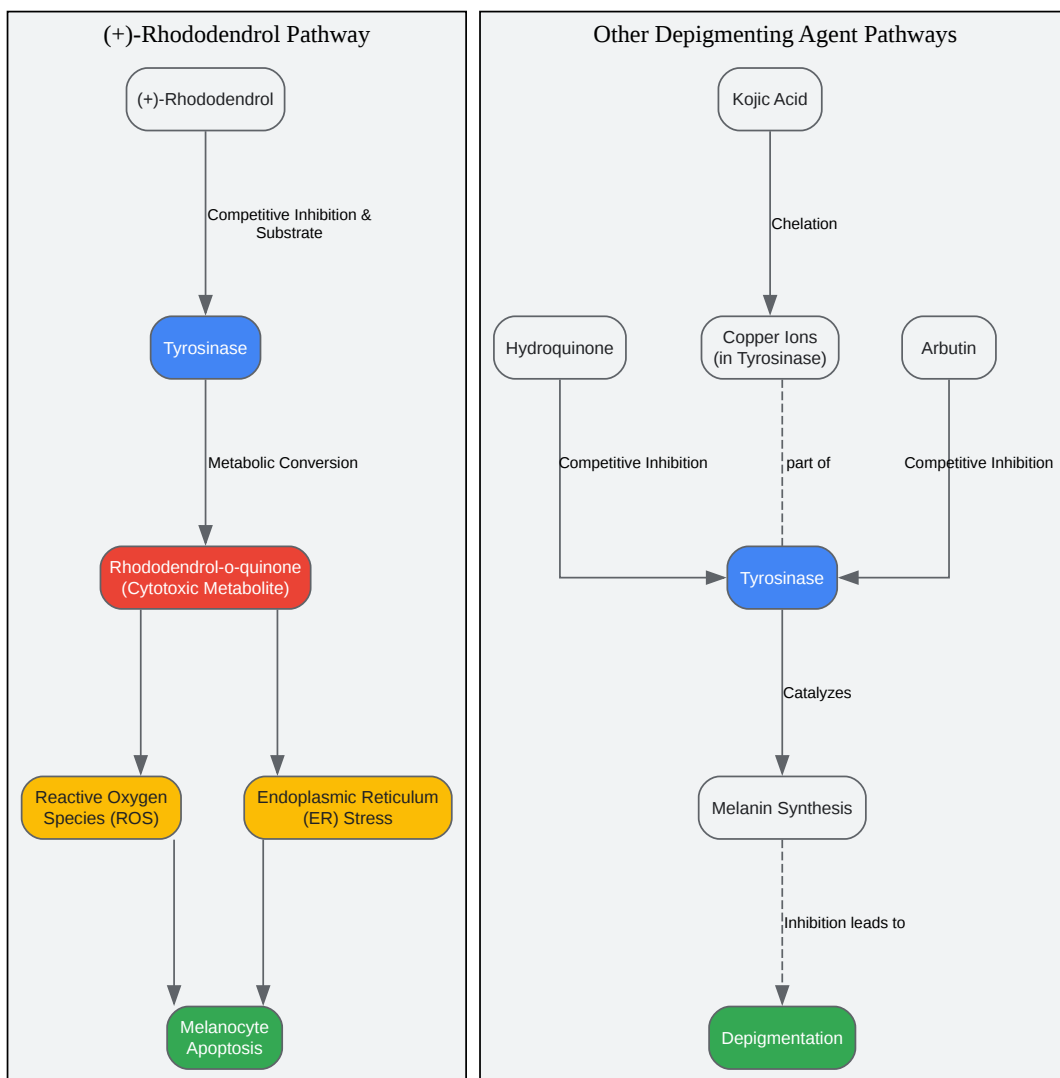 (+)-Rhododendrol Pathway
(+)-Rhododendrol
Competitive Inhibition &
Substrate
Tyrosinase
Metabolic Conversion
Rhododendrol-o-quinone
(Cytotoxic Metabolite)
Reactive Oxygen
Species (ROS)
Endoplasmic Reticulum
(ER) Stress
Melanocyte
Apoptosis
Other Depigmenting Agent Pathways
Kojic Acid
Chelation
Hydroquinone
Copper Ions
(in Tyrosinase)
Arbutin
Competitive Inhibition
part of
Competitive Inhibition
Tyrosinase
Catalyzes
Melanin Synthesis
Inhibition leads to
Depigmentation